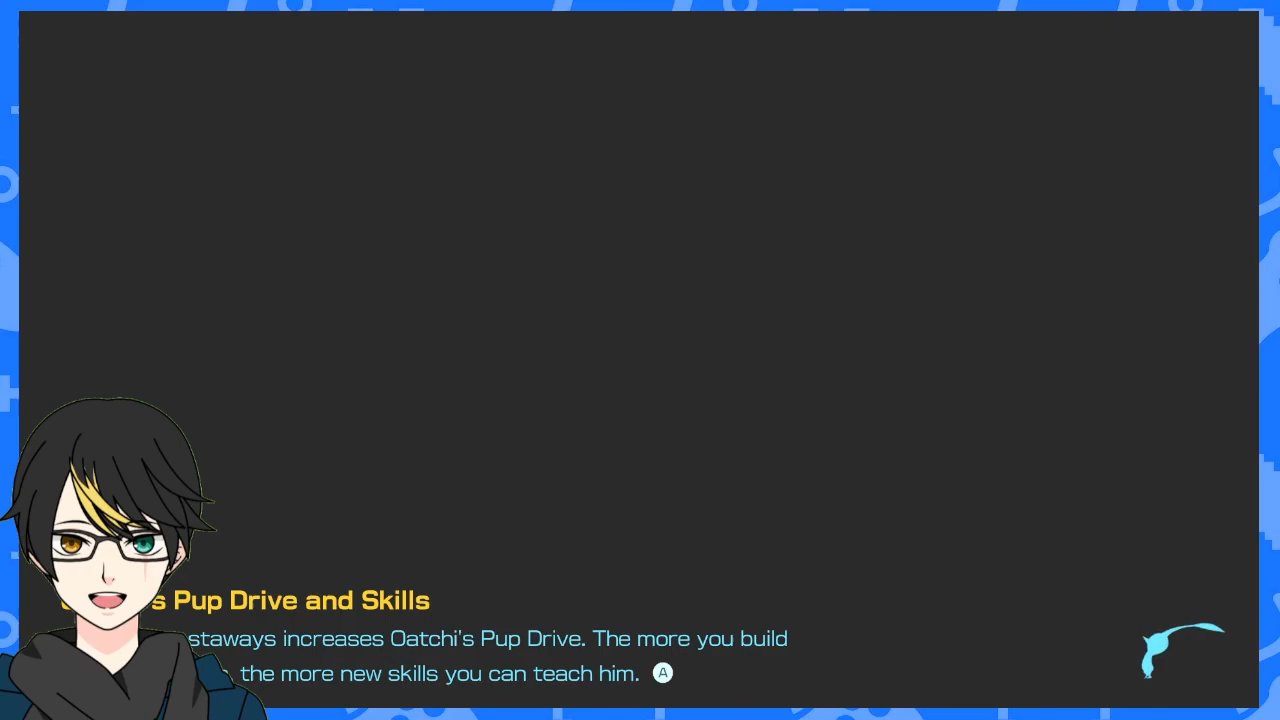 s Pup Drive and Skills
staways increases Oatchi's Pup Drive. The more you build
the more new skills you can teach him. A